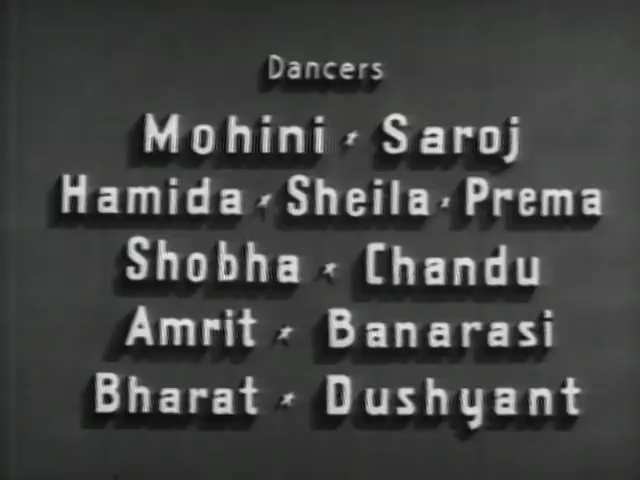 Dancers
Mohini * Saroj
Hamida * Sheila * Prema
Shobha * Chandu
Amrit * Banarasi
Bharat * Dushyant